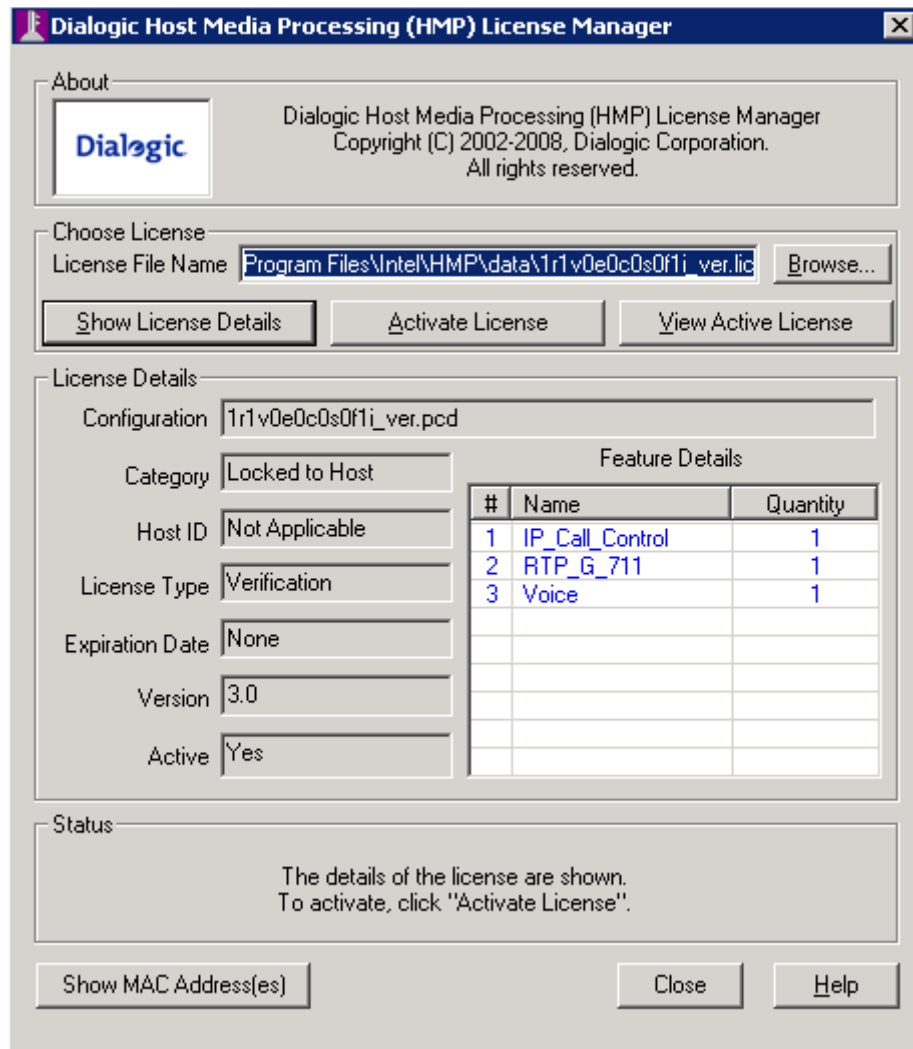 Dialogic Host Media Processing (HMP) License Manager
About
Dialogic
Dialogic Host Media Processing (HMP) License Manager
Copyright (C) 2002-2008, Dialogic Corporation.
All rights reserved.
Choose License
License File Name Program Files\Intel\HMP\data\1r1v0e0c0s0f1i_ver.lic Browse...
Show License Details Activate License View Active License
License Details
Configuration 1r1v0e0c0s0f1i_ver.pcd
Category Locked to Host
Host ID Not Applicable
License Type Verification
Expiration Date None
Version 3.0
Active Yes
Feature Details
# Name Quantity
1 IP_Call_Control 1
2 RTP_G_711 1
3 Voice 1
Status
The details of the license are shown.
To activate, click "Activate License".
Show MAC Address(es) Close Help